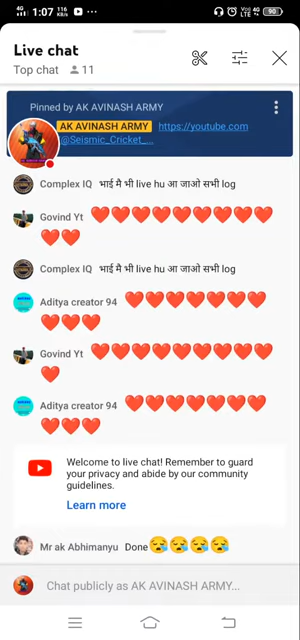 4G 1:07 116 KB/s
Vo) LTE 4G 90
Live chat
Top chat 11
Pinned by AK AVINASH ARMY
AK AVINASH ARMY https://youtube.com
@Seismic_Cricket_...
Complex IQ भाई मै भी live hu आ जाओ सभी log
Govind Yt ❤️❤️❤️❤️❤️❤️❤️❤️❤️❤️
❤️❤️
Complex IQ भाई मै भी live hu आ जाओ सभी log
Aditya creator 94 ❤️❤️❤️❤️❤️❤️❤️
❤️❤️❤️
Govind Yt ❤️❤️❤️❤️❤️❤️❤️❤️❤️❤️
❤️
Aditya creator 94 ❤️❤️❤️❤️❤️❤️❤️
❤️❤️❤️
Welcome to live chat! Remember to guard
your privacy and abide by our community
guidelines.
Learn more
Mr ak Abhimanyu Done😪😪😪😪
Chat publicly as AK AVINASH ARMY...